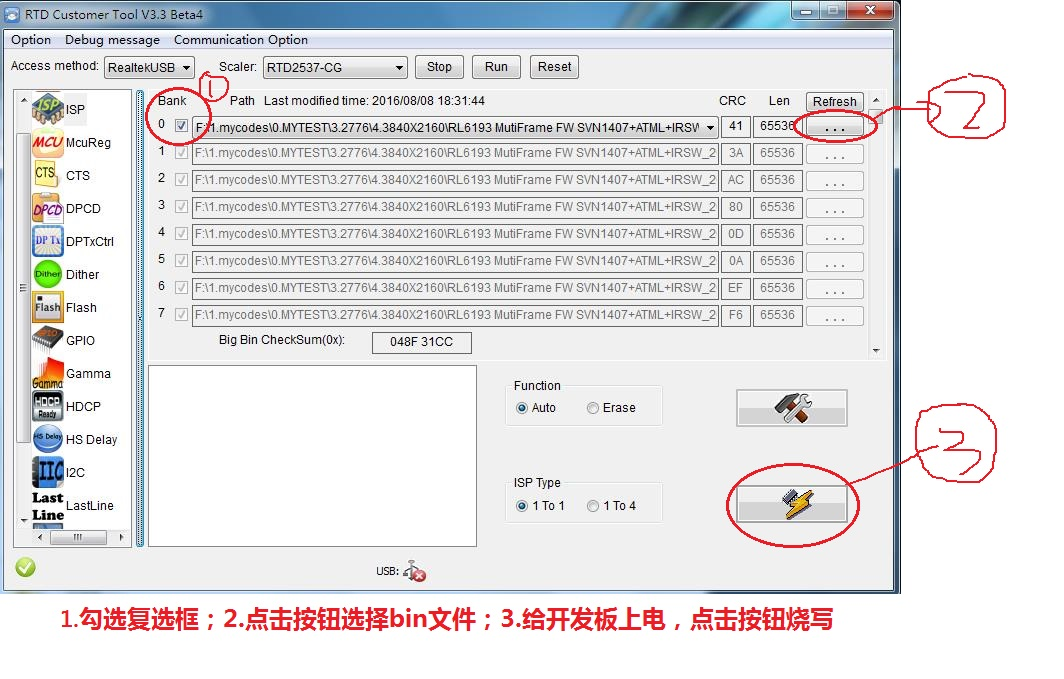 RTD Customer Tool V3.3 Beta4
Option Debug message Communication Option
Access method: RealtekUSB Scaler: RTD2537-CG Stop Run Reset
1
Bank Path Last modified time: 2016/08/08 18:31:44 CRC Len Refresh
0 F:\1.mycodes\0.MYTEST\3.2776\4.3840X2160\RL6193 MutiFrame FW SVN1407+ATML+IRSW 41 65536 ...
2
1 F:\1.mycodes\0.MYTEST\3.2776\4.3840X2160\RL6193 MutiFrame FW SVN1407+ATML+IRSW_2 3A 65536 ...
2 F:\1.mycodes\0.MYTEST\3.2776\4.3840X2160\RL6193 MutiFrame FW SVN1407+ATML+IRSW_2 AC 65536 ...
3 F:\1.mycodes\0.MYTEST\3.2776\4.3840X2160\RL6193 MutiFrame FW SVN1407+ATML+IRSW_2 80 65536 ...
4 F:\1.mycodes\0.MYTEST\3.2776\4.3840X2160\RL6193 MutiFrame FW SVN1407+ATML+IRSW_2 0D 65536 ...
5 F:\1.mycodes\0.MYTEST\3.2776\4.3840X2160\RL6193 MutiFrame FW SVN1407+ATML+IRSW_2 0A 65536 ...
6 F:\1.mycodes\0.MYTEST\3.2776\4.3840X2160\RL6193 MutiFrame FW SVN1407+ATML+IRSW_2 EF 65536 ...
7 F:\1.mycodes\0.MYTEST\3.2776\4.3840X2160\RL6193 MutiFrame FW SVN1407+ATML+IRSW_2 F6 65536 ...
Big Bin CheckSum(0x): 048F 31CC
ISP ISP
MCU McuReg
CTS CTS
DPCD DPCD
DP Tx DPTxCtrl
Dither Dither
Flash Flash
GPIO GPIO
Gamma Gamma
HDCP Ready HDCP
HS Delay HS Delay
IIC I2C
Last Line LastLine
Function
Auto Erase
ISP Type
1 To 1 1 To 4
3
USB:
1.勾选复选框；2.点击按钮选择bin文件；3.给开发板上电，点击按钮烧写